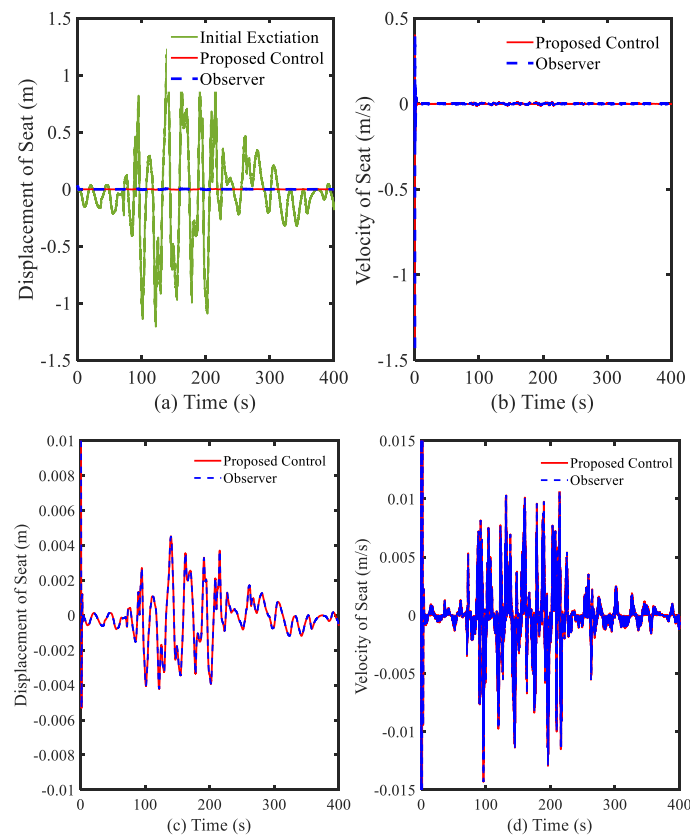 1.5
1
0.5
0
-0.5
-1
-1.5
0 100 200 300 400
Displacement of Seat (m)
Initial Exctiation
Proposed Control
Observer
(a) Time (s)
0.5
0
-0.5
-1
-1.5
0 100 200 300 400
Velocity of Seat (m/s)
Proposed Control
Observer
(b) Time (s)
0.01
0.008
0.006
0.004
0.002
0
-0.002
-0.004
-0.006
-0.008
-0.01
0 100 200 300 400
Displacement of Seat (m)
Proposed Control
Observer
(c) Time (s)
0.015
0.01
0.005
0
-0.005
-0.01
-0.015
0 100 200 300 400
Velocity of Seat (m/s)
Proposed Control
Observer
(d) Time (s)